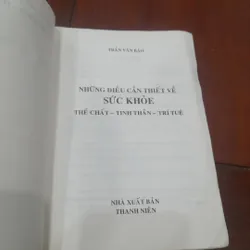 TRẦN VĂN BẢO
NHỮNG ĐIỀU CẦN THIẾT VỀ
SỨC KHỎE
THỂ CHẤT – TINH THẦN – TRÍ TUỆ
NHÀ XUẤT BẢN
THANH NIÊN